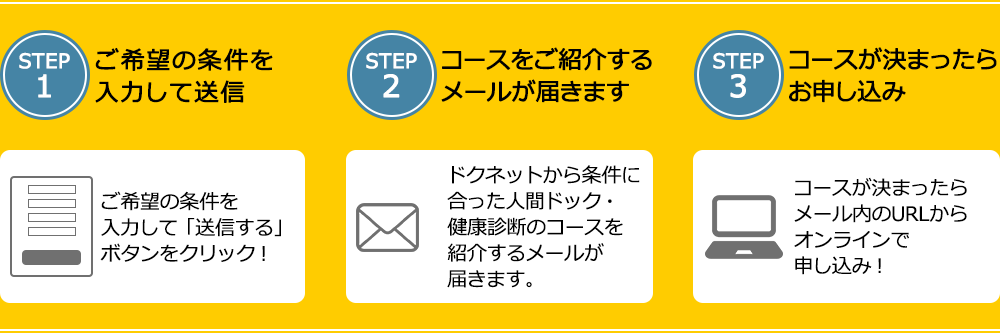 STEP
1
ご希望の条件を
入力して送信
STEP
2
コースをご紹介する
メールが届きます
STEP
3
コースが決まったら
お申し込み
ご希望の条件を
入力して「送信する」
ボタンをクリック！
ドクネットから条件に
合った人間ドック・
健康診断のコースを
紹介するメールが
届きます。
コースが決まったら
メール内のURLから
オンラインで
申し込み！